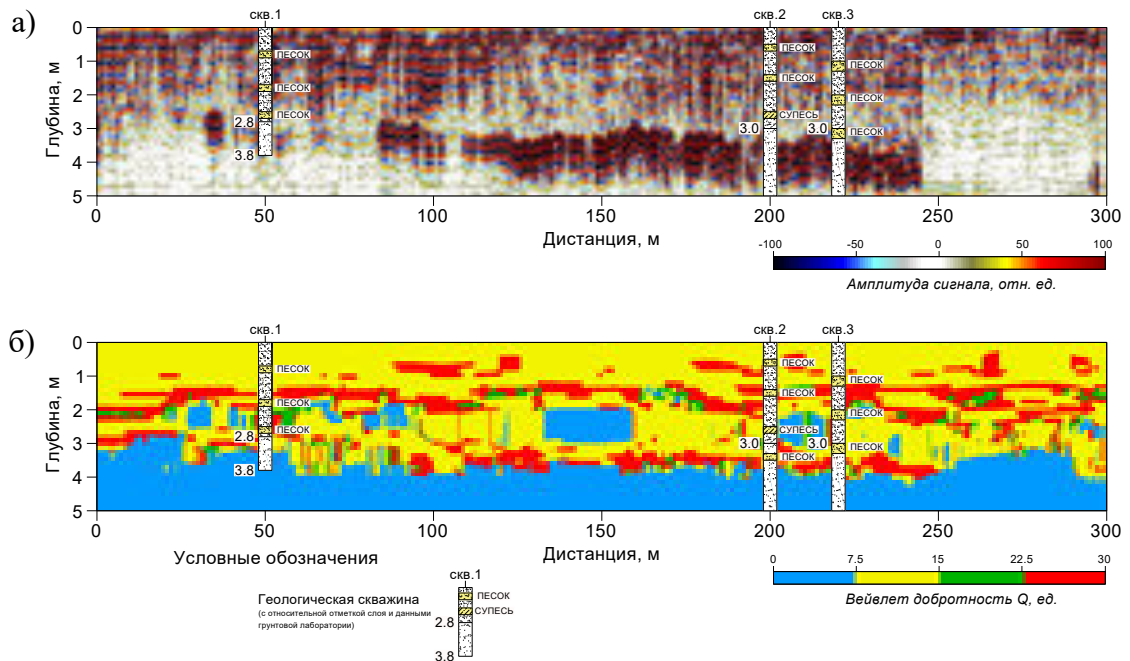 а)
скв.1 скв.2 скв.3
Глубина, м
0
1
2
3
4
5
ПЕСОК
ПЕСОК
ПЕСОК
2.8
3.8
ПЕСОК
ПЕСОК
СУПЕСЬ
3.0
ПЕСОК
ПЕСОК
ПЕСОК
3.0
0 50 100 150 200 250 300
Дистанция, м
-100 -50 0 50 100
Амплитуда сигнала, отн. ед.
б)
скв.1 скв.2 скв.3
Глубина, м
0
1
2
3
4
5
ПЕСОК
ПЕСОК
ПЕСОК
2.8
3.8
ПЕСОК
ПЕСОК
СУПЕСЬ
3.0
ПЕСОК
ПЕСОК
ПЕСОК
ПЕСОК
3.0
0 50 100 150 200 250 300
Условные обозначения
Дистанция, м
0 7.5 15 22.5 30
Вейвлет добротность Q, ед.
скв.1
Геологическая скважина
(с относительной отметкой слоя и данными
грунтовой лаборатории)
ПЕСОК
СУПЕСЬ
2.8
3.8